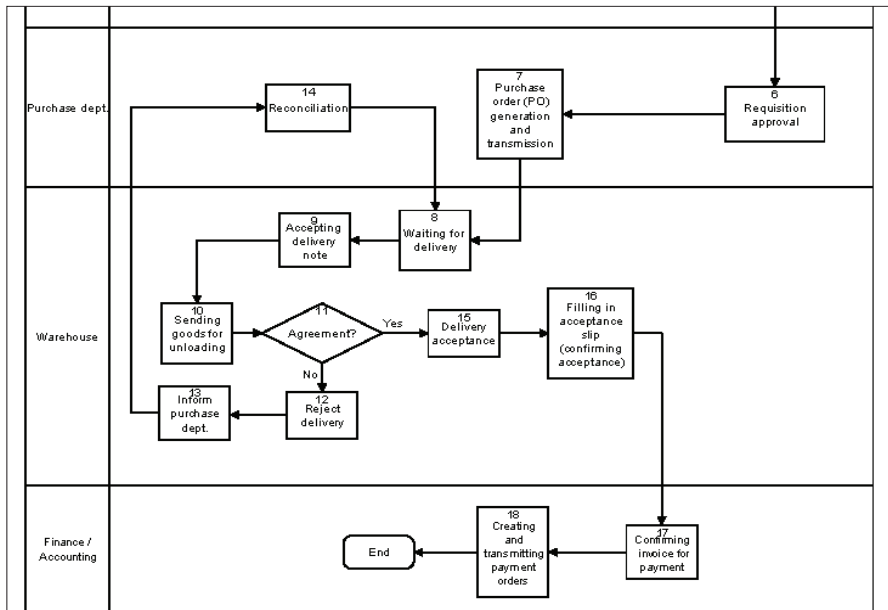 Purchase dept.
14
Reconciliation
7
Purchase
order (PO)
generation
and
transmission
6
Requisition
approval
Warehouse
8
Waiting for
delivery
9
Accepting
delivery
note
10
Sending
goods for
unloading
11
Agreement?
Yes
No
15
Delivery
acceptance
16
Filling in
acceptance
slip
(confirming
acceptance)
12
Reject
delivery
13
Inform
purchase
dept.
Finance /
Accounting
17
Confirming
invoice for
payment
18
Creating
and
transmitting
payment
orders
End